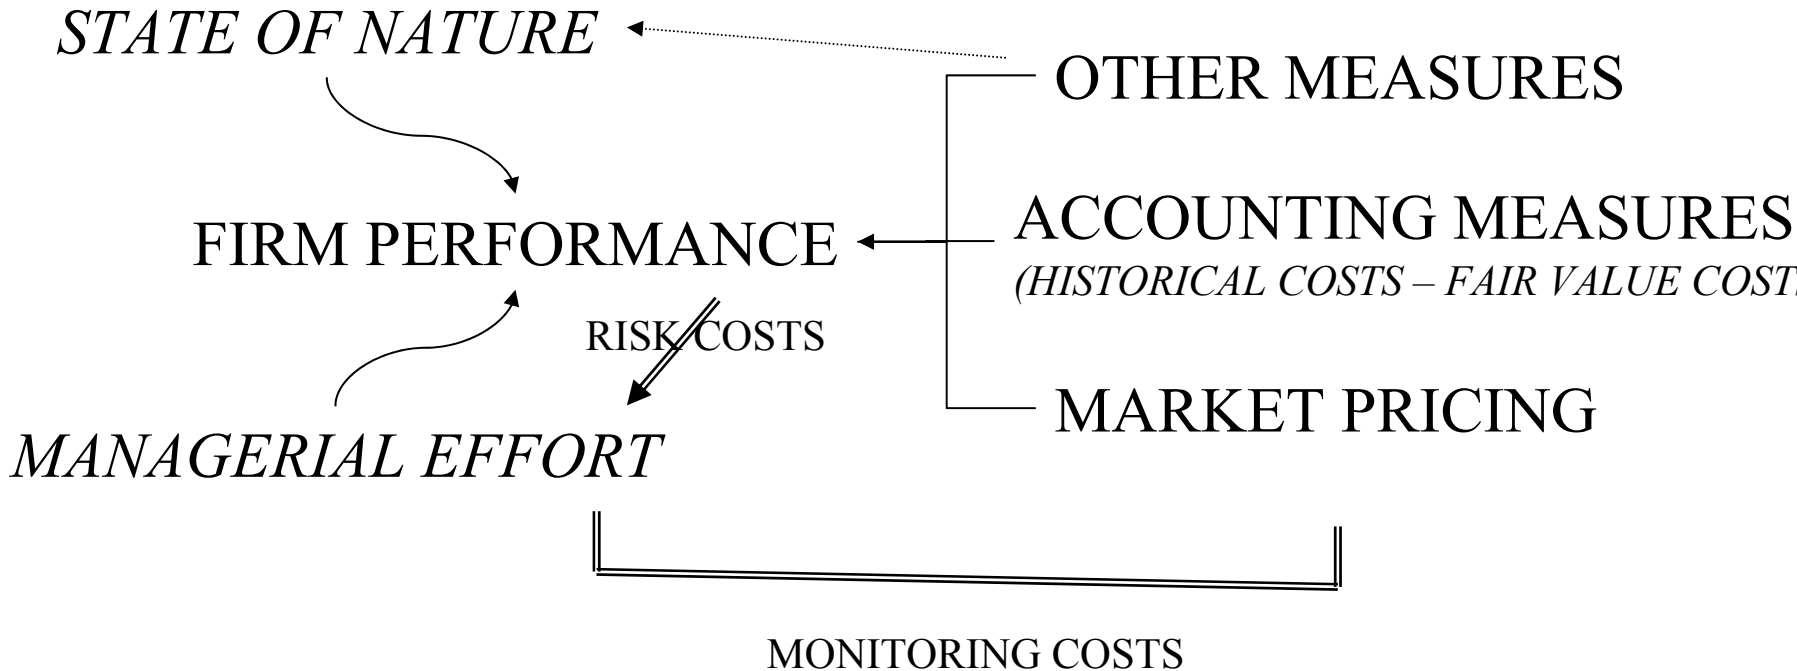 STATE OF NATURE
OTHER MEASURES
ACCOUNTING MEASURES
(HISTORICAL COSTS – FAIR VALUE COSTS
FIRM PERFORMANCE
RISK COSTS
MARKET PRICING
MANAGERIAL EFFORT
MONITORING COSTS